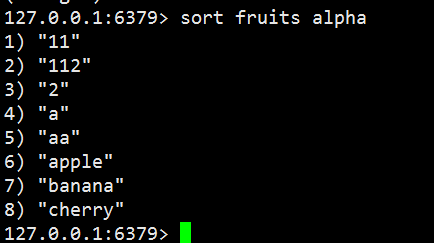 127.0.0.1:6379> sort fruits alpha
1) "11"
2) "112"
3) "2"
4) "a"
5) "aa"
6) "apple"
7) "banana"
8) "cherry"
127.0.0.1:6379>